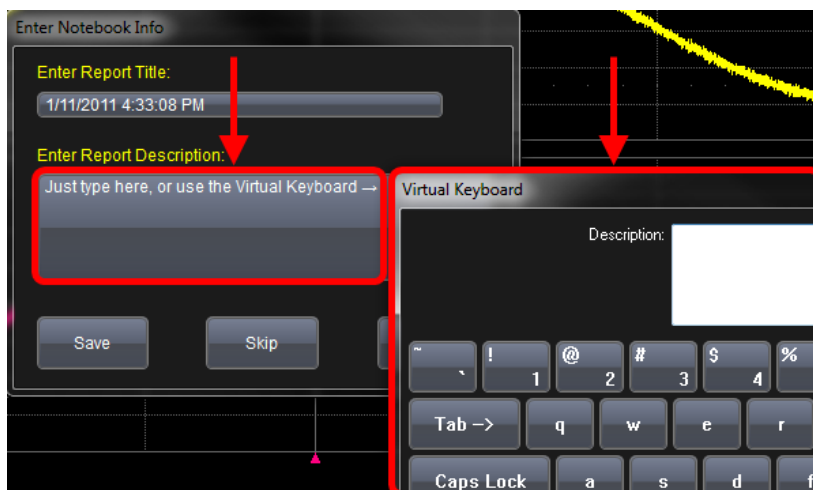 Enter Notebook Info
Enter Report Title:
1/11/2011 4:33:08 PM
Enter Report Description:
Just type here, or use the Virtual Keyboard →
Save
Skip
Virtual Keyboard
Description:
~ ` ! 1 @ 2 # 3 $ 4 %
Tab --> q w e r
Caps Lock a s d f